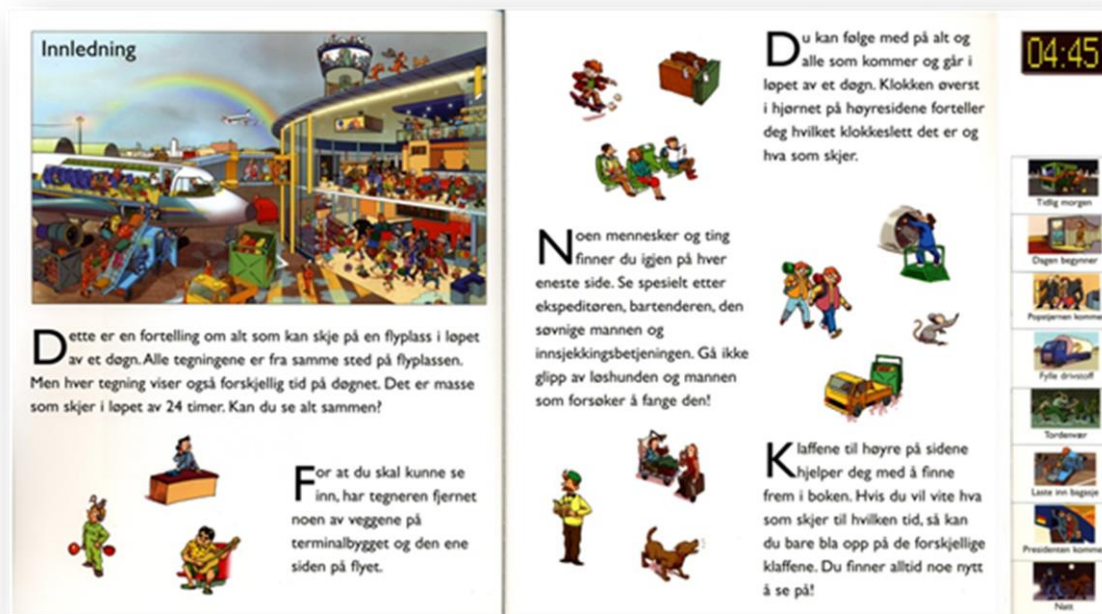 Innledning
Dette er en fortelling om alt som kan skje på en flyplass i løpet
av et døgn. Alle tegningene er fra samme sted på flyplassen.
Men hver tegning viser også forskjellig tid på døgnet. Det er masse
som skjer i løpet av 24 timer. Kan du se alt sammen?
For at du skal kunne se
inn, har tegneren fjernet
noen av veggene på
terminalbygget og den ene
siden på flyet.
Du kan følge med på alt og
alle som kommer og går i
løpet av et døgn. Klokken øverst
i hjørnet på høyresidene forteller
deg hvilket klokkeslett det er og
hva som skjer.
Noen mennesker og ting
finner du igjen på hver
eneste side. Se spesielt etter
ekspeditøren, bartenderen, den
søvnige mannen og
innsjekkingsbetjeningen. Gå ikke
glipp av løshunden og mannen
som forsøker å fange den!
Klaffene til høyre på sidene
hjelper deg med å finne
frem i boken. Hvis du vil vite hva
som skjer til hvilken tid, så kan
du bare bla opp på de forskjellige
klaffene. Du finner alltid noe nytt
å se på!
04:45
Tidlig morgen
Dagen begynner
Popstjernen komme
Fylle drivstoff
Tordenvær
Laste inn bagasje
Presidenten komme
Natt